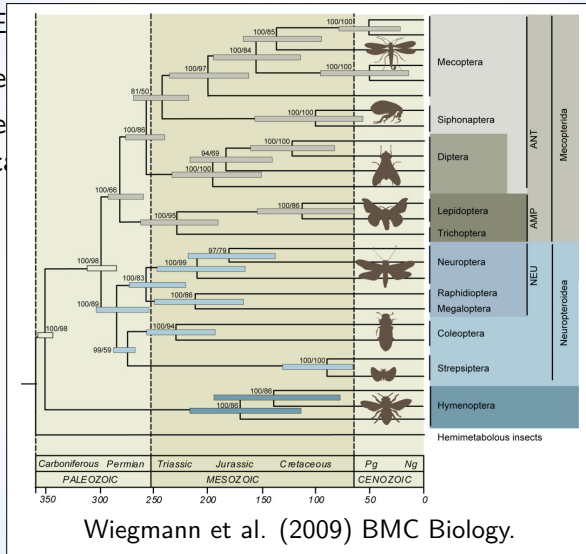 100/100
100/85
Mecoptera
100/84
100/100
100/97
81/50
100/100
Siphonaptera
ANT
Mecopterida
100/86
100/100
Diptera
94/69
100/95
100/66
100/86
Lepidoptera
AMP
100/95
Trichoptera
100/98
97/79
Neuroptera
100/99
NEU
100/83
100/86
Raphidioptera
Megaloptera
Neuropteroidea
100/89
100/94
Coleoptera
100/98
99/59
100/100
Strepsiptera
100/86
Hymenoptera
100/86
Hemimetabolous insects
Carboniferous Permian Triassic Jurassic Cretaceous Pg Ng
PALEOZOIC MESOZOIC CENOZOIC
350 300 250 200 150 100 50 0
Wiegmann et al. (2009) BMC Biology.